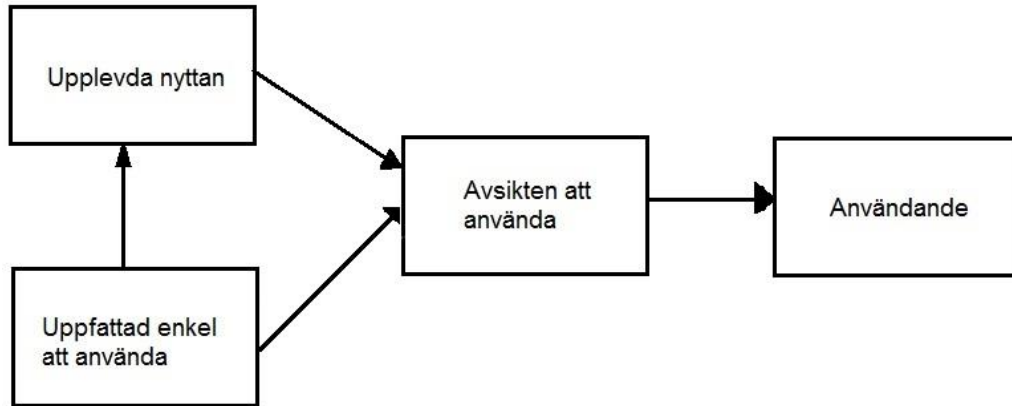 Upplevda nyttan
Avsikten att
använda
Användande
Uppfattad enkel
att använda